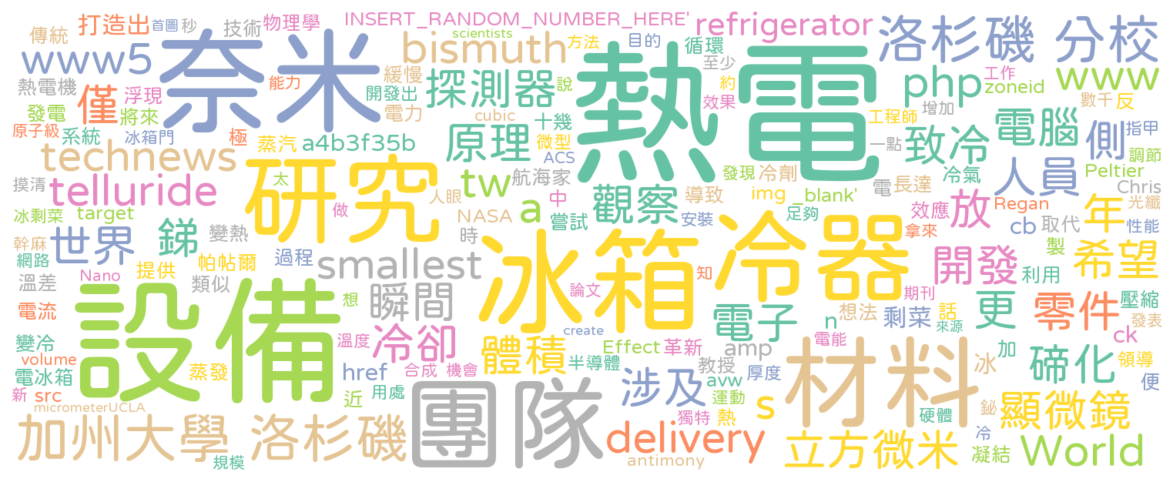 打造出 首圖 秒 技術 物理學 INSERT_RANDOM_NUMBER_HERE' refrigerator 洛杉磯 分校
傳統 www5 奈米 bismuth scientists 方法 目的 循環 php www
熱電機 僅 緩慢 熱電 至少 工作 zoneid
發電 浮現 能力 開發出 探測器 說 約 效果 增加 數千 反
原子級 將來 電力 cubic 十幾 微型 工程師 電腦 側 指甲
系統 冰箱門 極 蒸汽 a4b3f35b 原理 ACS 致冷 一點 調節
technews 研究 tw 航海家 發現 冷劑 人員 Peltier
摸清 telluride 太 人眼 a 觀察 導致 img _blank' 冷氣 電 長達 Chris
冰剩菜 target 做 NASA 中 嘗試 安裝 足夠 效應 放 Regan 光纖
幹麻 世界 銻 變熱 時 冰箱 冷器 拿來 cb 取代 年 性能
網路 過程 smallest 開發 製
溫差 Nano 提供 帕帖爾 類似 瞬間 知 期刊 利用 希望
電流 設備 想 論文 電子 n 想法 剩菜 話 更 零件 壓縮
變冷 溫度 冷卻 體積 create 電能 來源 ck 發表
volume 蒸發 合成 機會 半導體 Effect 革新 amp 材料 冰 加 碲化 領導
電冰箱 href 用處 教授 厚度
新 src 近 團隊 涉及 avw 運動 s 獨特 熱 硬體 鉍 顯微鏡 便
micrometerUCLA
加州大學 洛杉磯 delivery 立方微米 冷 凝結 World
規模 antimony